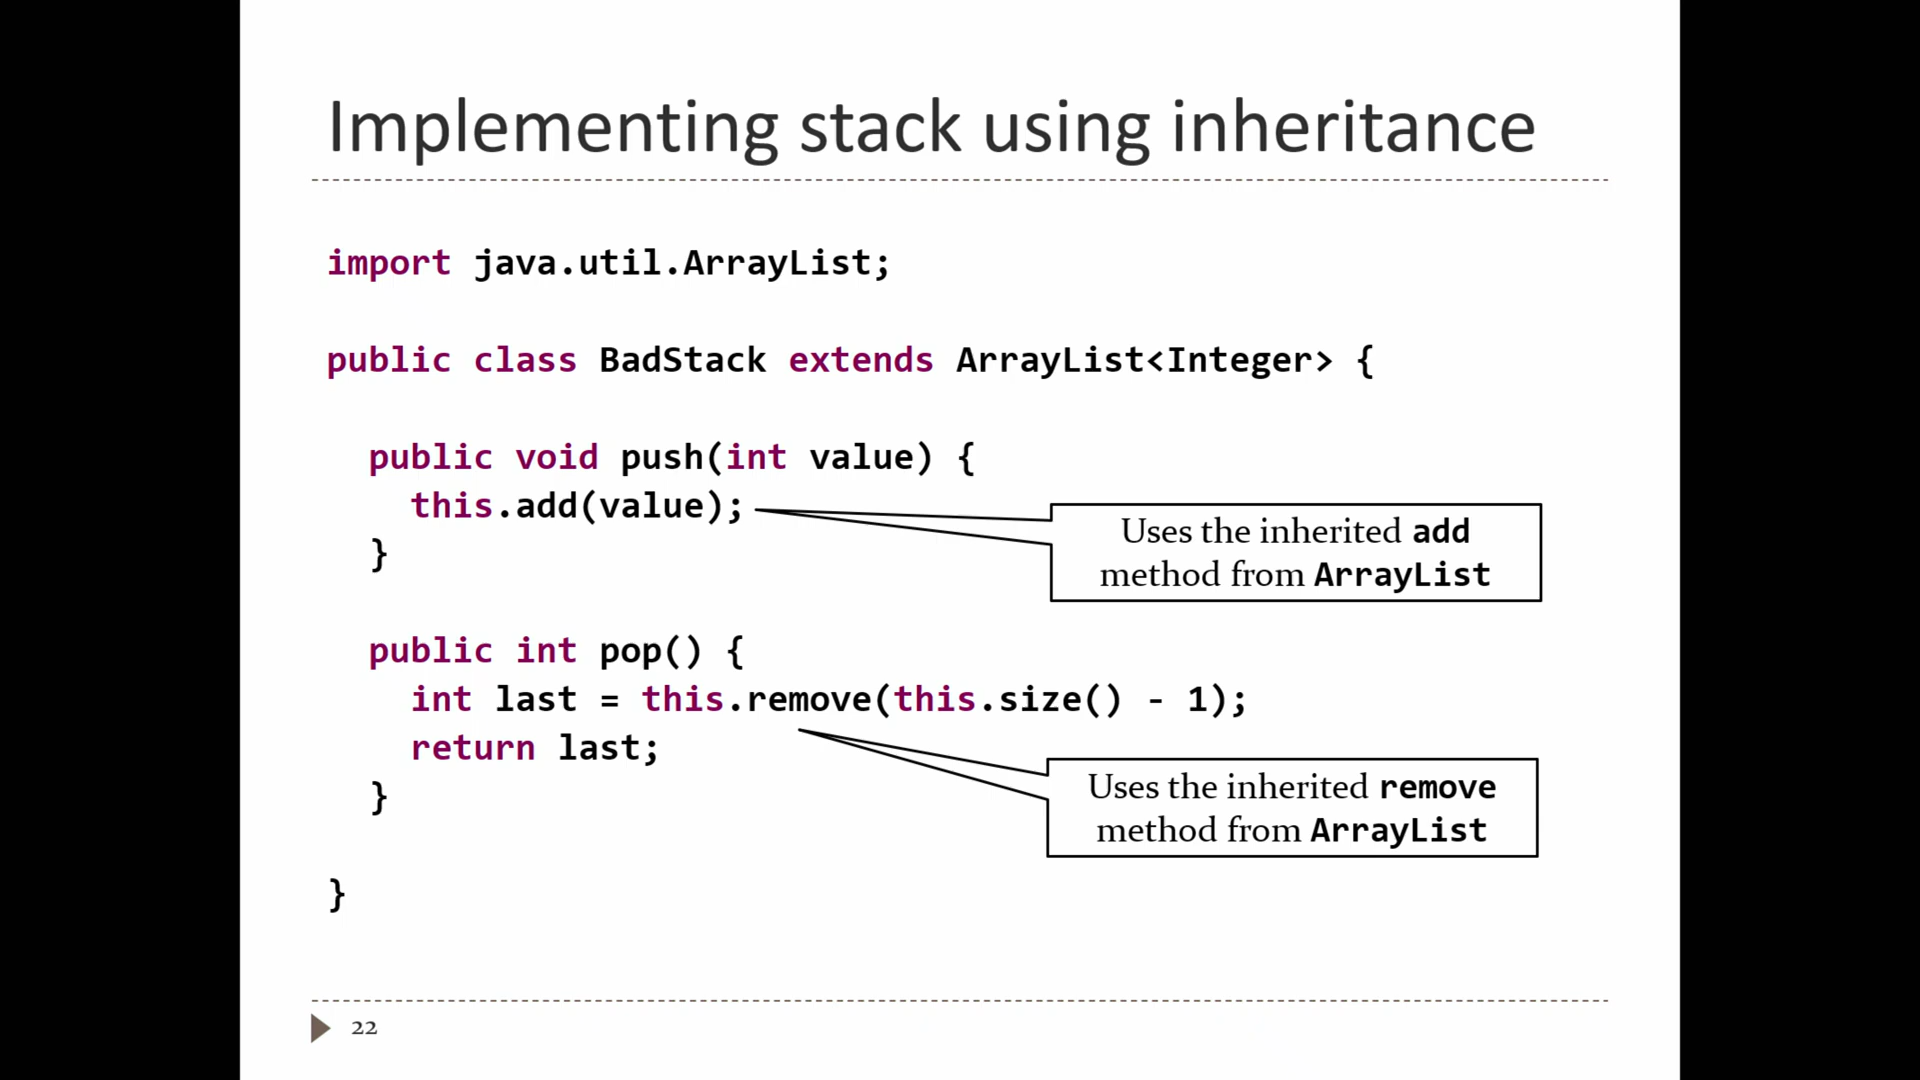 Implementing stack using inheritance
import java.util.ArrayList;
public class BadStack extends ArrayList<Integer> {
public void push(int value) {
this.add(value);
}
Uses the inherited add
method from ArrayList
public int pop() {
int last = this.remove(this.size() - 1);
return last;
}
Uses the inherited remove
method from ArrayList
}
22